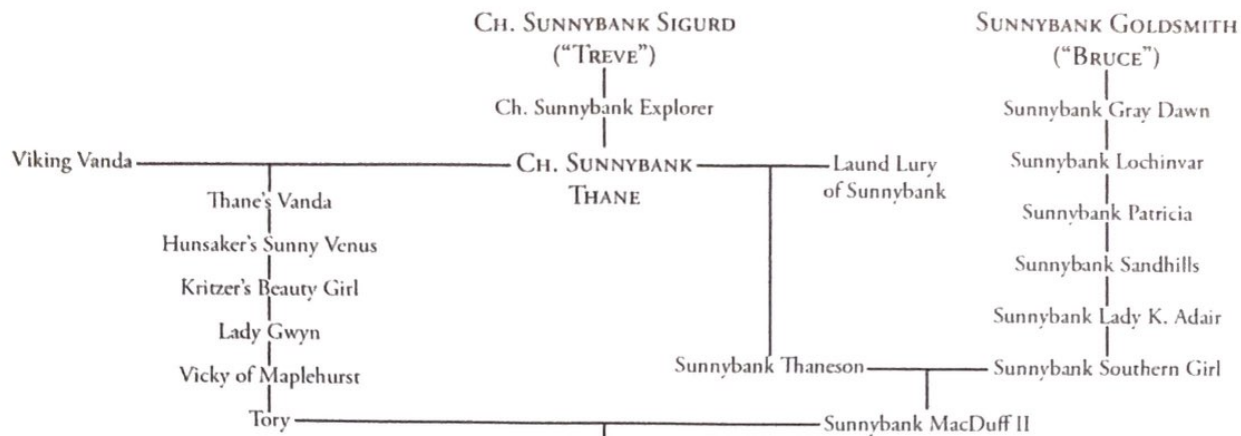 CH. SUNNYBANK SIGURD
("TREVE")
SUNNYBANK GOLDSMITH
("BRUCE")
Ch. Sunnybank Explorer
Sunnybank Gray Dawn
Viking Vanda
CH. SUNNYBANK
THANE
Laund Lury
of Sunnybank
Sunnybank Lochinvar
Thane's Vanda
Sunnybank Patricia
Hunsaker's Sunny Venus
Sunnybank Sandhills
Kritzer's Beauty Girl
Sunnybank Lady K. Adair
Lady Gwyn
Vicky of Maplehurst
Sunnybank Thaneson
Sunnybank Southern Girl
Tory
Sunnybank MacDuff II